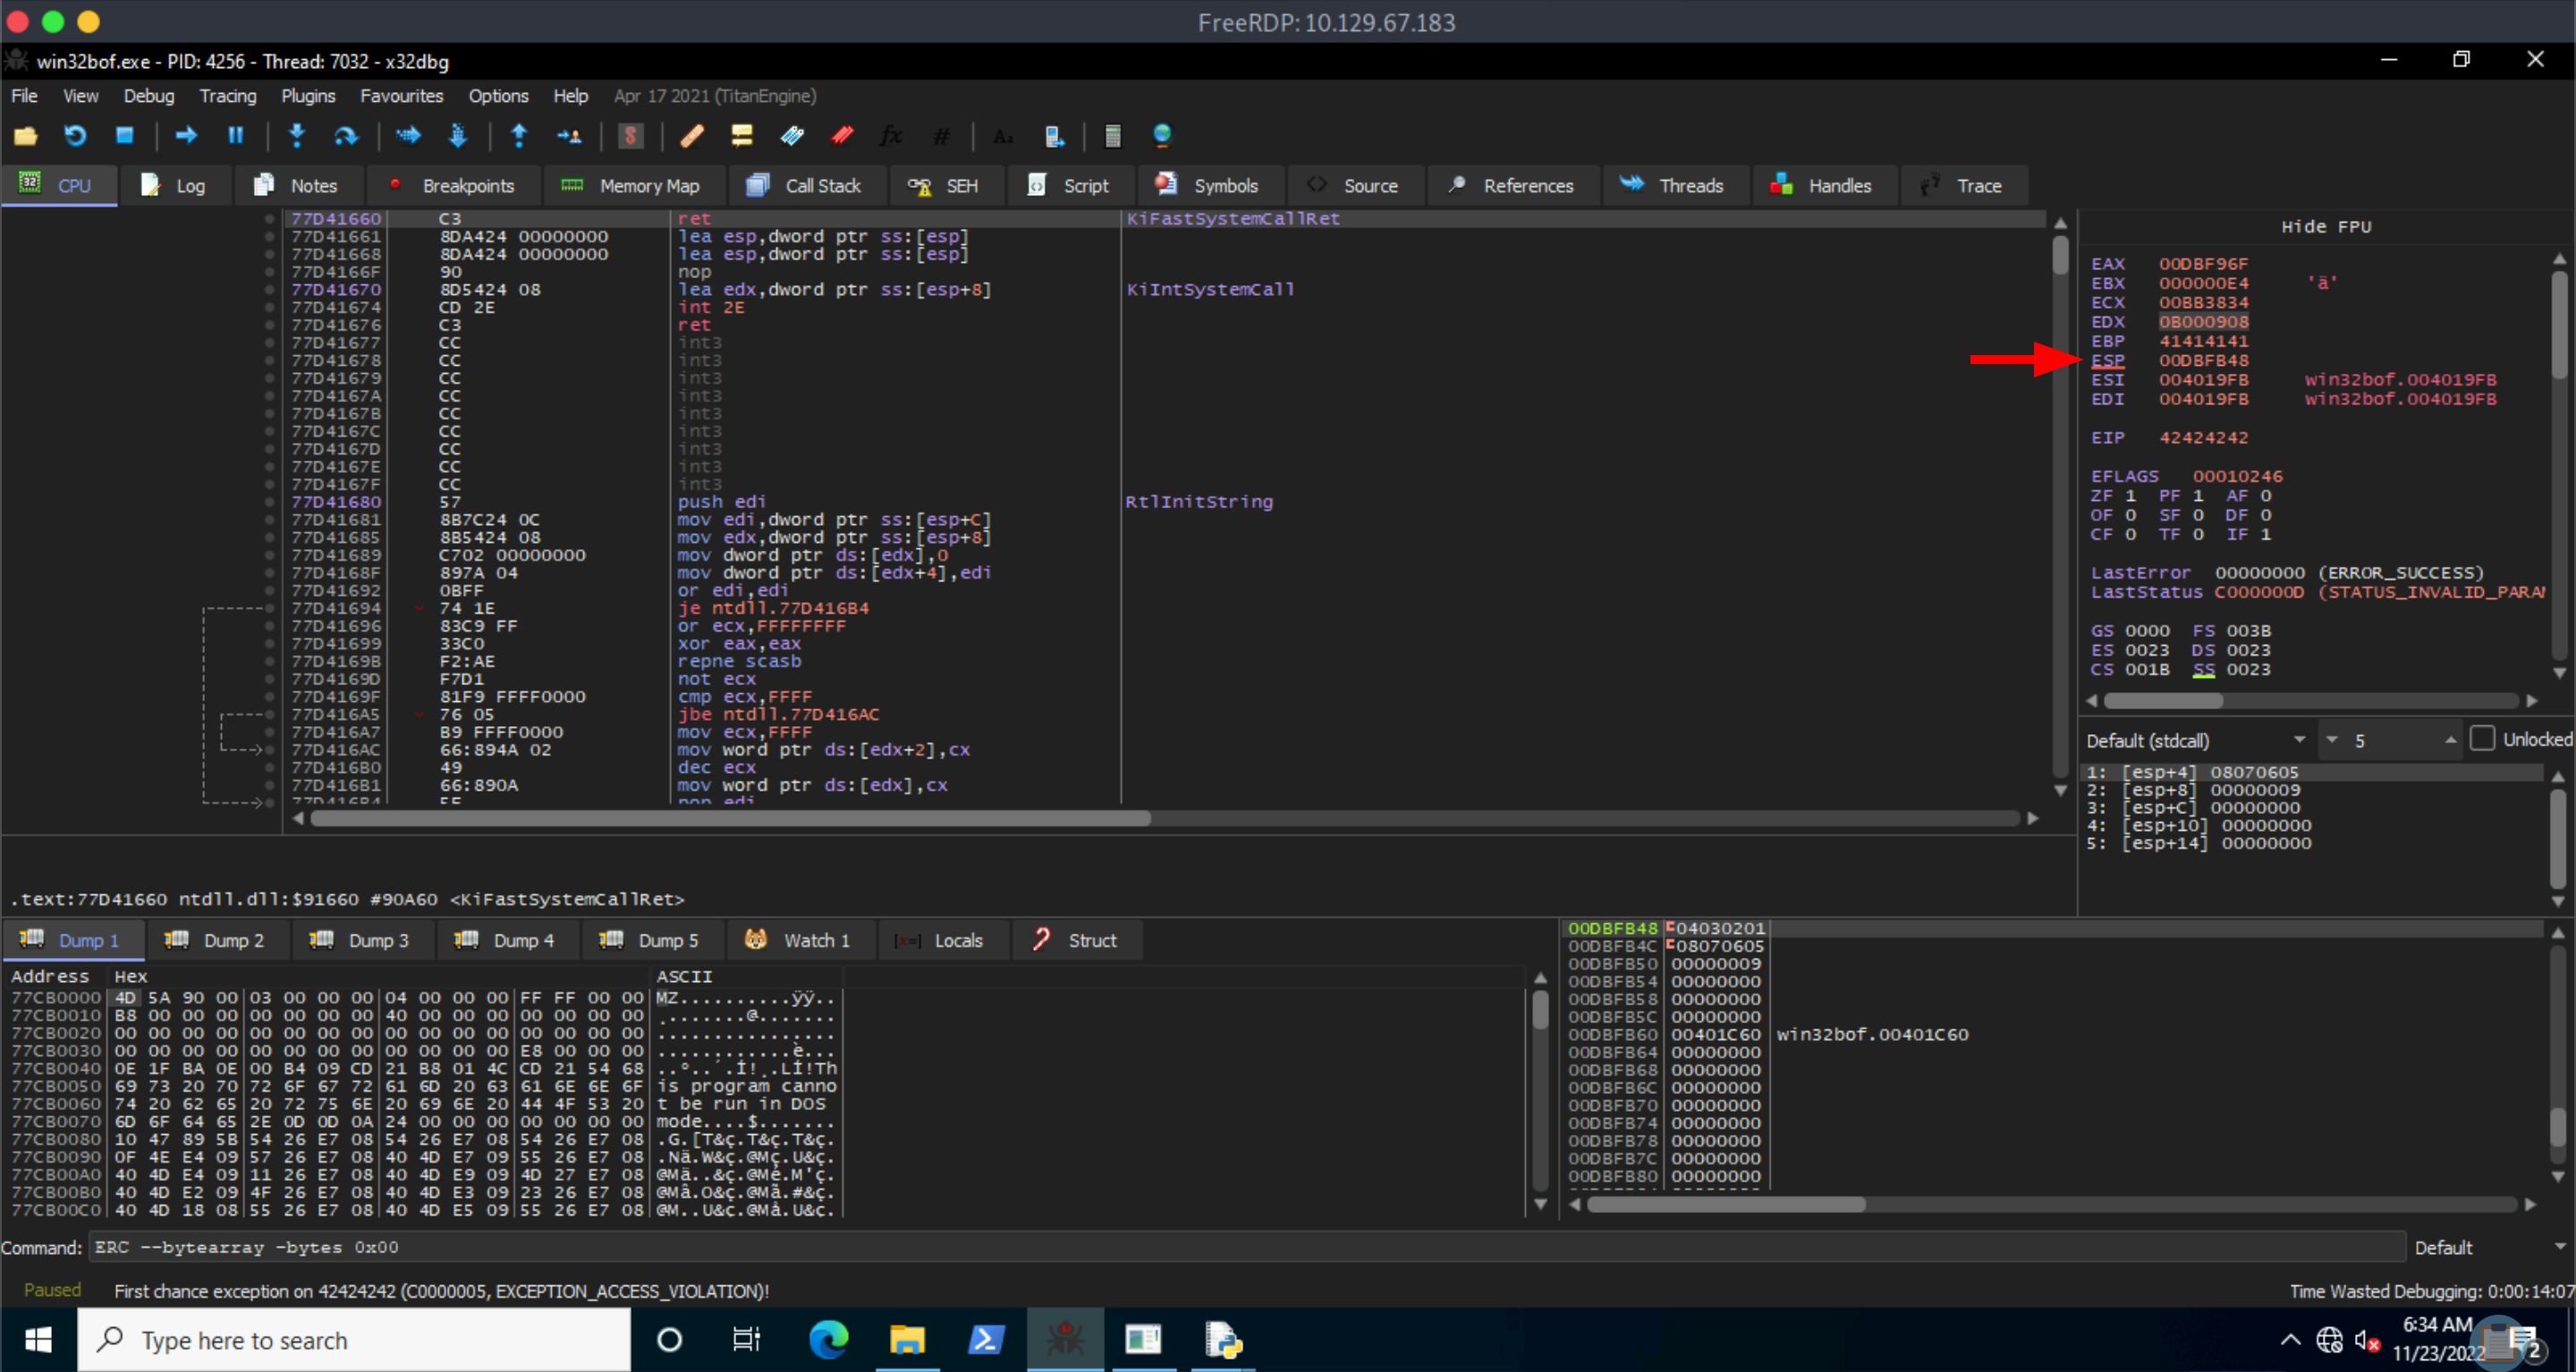 FreeRDP: 10.129.67.183
win32bof.exe - PID: 4256 - Thread: 7032 - x32dbg
File View Debug Tracing Plugins Favourites Options Help Apr 17 2021 (TitanEngine)
CPU Log Notes Breakpoints Memory Map Call Stack SEH Script Symbols Source References Threads Handles Trace
77D41660 C3 ret KiFastSystemCallRet
77D41661 8DA424 00000000 lea esp,dword ptr ss:[esp]
77D41668 8DA424 00000000 lea esp,dword ptr ss:[esp]
77D4166F 90 nop
77D41670 8D5424 08 lea edx,dword ptr ss:[esp+8] KiIntSystemCall
77D41674 CD 2E int 2E
77D41676 C3 ret
77D41677 CC int3
77D41678 CC int3
77D41679 CC int3
77D4167A CC int3
77D4167B CC int3
77D4167C CC int3
77D4167D CC int3
77D4167E CC int3
77D4167F CC int3
77D41680 57 push edi RtlInitString
77D41681 8B7C24 0C mov edi,dword ptr ss:[esp+C]
77D41685 8B5424 08 mov edx,dword ptr ss:[esp+8]
77D41689 C702 00000000 mov dword ptr ds:[edx],0
77D4168F 897A 04 mov dword ptr ds:[edx+4],edi
77D41692 0BFF or edi,edi
77D41694 74 1E je ntdll.77D416B4
77D41696 83C9 FF or ecx,FFFFFFFF
77D41699 33C0 xor eax,eax
77D4169B F2:AE repne scasb
77D4169D F7D1 not ecx
77D4169F 81F9 FFFF0000 cmp ecx,FFFF
77D416A5 76 05 jbe ntdll.77D416AC
77D416A7 B9 FFFF0000 mov ecx,FFFF
77D416AC 66:894A 02 mov word ptr ds:[edx+2],cx
77D416B0 49 dec ecx
77D416B1 66:890A mov word ptr ds:[edx],cx
77D416B4 5F pop edi
Hide FPU
EAX 00DBF96F
EBX 000000E4 'ä'
ECX 00BB3834
EDX 0B000908
EBP 41414141
ESP 00DBFB48
ESI 004019FB win32bof.004019FB
EDI 004019FB win32bof.004019FB
EIP 42424242
EFLAGS 00010246
ZF 1 PF 1 AF 0
OF 0 SF 0 DF 0
CF 0 TF 0 IF 1
LastError 00000000 (ERROR_SUCCESS)
LastStatus C000000D (STATUS_INVALID_PARAM
GS 0000 FS 003B
ES 0023 DS 0023
CS 001B SS 0023
Default (stdcall) 5 Unlocked
1: [esp+4] 08070605
2: [esp+8] 00000009
3: [esp+C] 00000000
4: [esp+10] 00000000
5: [esp+14] 00000000
.text:77D41660 ntdll.dll:$91660 #90A60 <KiFastSystemCallRet>
Dump 1 Dump 2 Dump 3 Dump 4 Dump 5 Watch 1 [x=] Locals Struct
Address Hex ASCII
77CB0000 4D 5A 90 00 03 00 00 00 04 00 00 00 FF FF 00 00 MZ..........ÿÿ..
77CB0010 B8 00 00 00 00 00 00 00 40 00 00 00 00 00 00 00 ¸.......@.......
77CB0020 00 00 00 00 00 00 00 00 00 00 00 00 00 00 00 00 ................
77CB0030 00 00 00 00 00 00 00 00 00 00 00 00 E8 00 00 00 ............è...
77CB0040 0E 1F BA 0E 00 B4 09 CD 21 B8 01 4C CD 21 54 68 ..º..´.Í!¸.LÍ!Th
77CB0050 69 73 20 70 72 6F 67 72 61 6D 20 63 61 6E 6E 6F is program canno
77CB0060 74 20 62 65 20 72 75 6E 20 69 6E 20 44 4F 53 20 t be run in DOS
77CB0070 6D 6F 64 65 2E 0D 0D 0A 24 00 00 00 00 00 00 00 mode....$.......
77CB0080 10 47 89 5B 54 26 E7 08 54 26 E7 08 54 26 E7 08 .G.[T&ç.T&ç.T&ç.
77CB0090 0F 4E E4 09 57 26 E7 08 40 4D E7 09 55 26 E7 08 .Nä.W&ç.@Mç.U&ç.
77CB00A0 40 4D E4 09 11 26 E7 08 40 4D E9 09 4D 27 E7 08 @Mä..&ç.@Mé.M'ç.
77CB00B0 40 4D E2 09 4F 26 E7 08 40 4D E3 09 23 26 E7 08 @Mâ.O&ç.@Mã.#&ç.
77CB00C0 40 4D 18 08 55 26 E7 08 40 4D E5 09 55 26 E7 08 @M..U&ç.@Må.U&ç.
00DBFB48 04030201
00DBFB4C 08070605
00DBFB50 00000009
00DBFB54 00000000
00DBFB58 00000000
00DBFB5C 00000000
00DBFB60 00401C60 win32bof.00401C60
00DBFB64 00000000
00DBFB68 00000000
00DBFB6C 00000000
00DBFB70 00000000
00DBFB74 00000000
00DBFB78 00000000
00DBFB7C 00000000
00DBFB80 00000000
Command: ERC --bytearray -bytes 0x00 Default
Paused First chance exception on 42424242 (C0000005, EXCEPTION_ACCESS_VIOLATION)! Time Wasted Debugging: 0:00:14:07
Type here to search
6:34 AM
11/23/2022
2